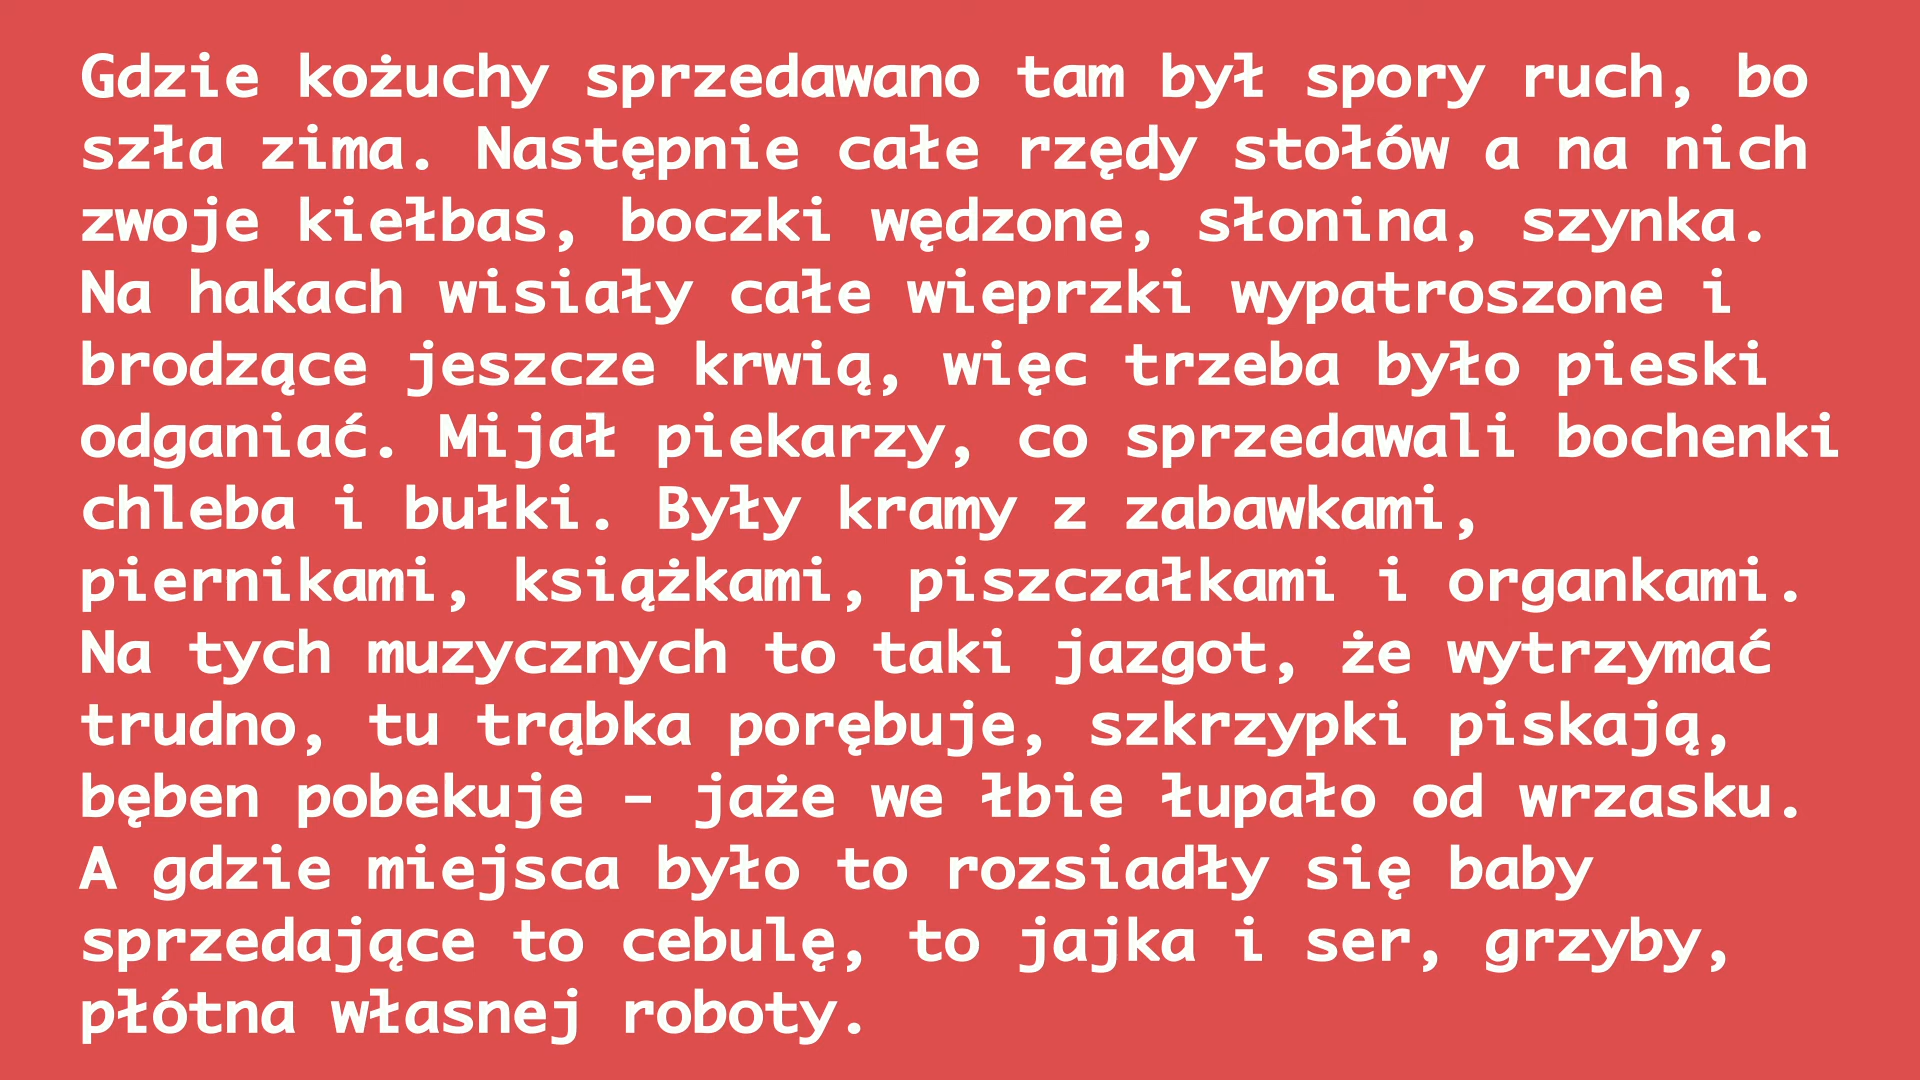 Gdzie kożuchy sprzedawano tam był spory ruch, bo
szła zima. Następnie całe rzędy stołów a na nich
zwoje kiełbas, boczki wędzone, słonina, szynka.
Na hakach wisiały całe wieprzki wypatroszone i
brodzące jeszcze krwią, więc trzeba było pieski
odganiać. Mijał piekarzy, co sprzedawali bochenki
chleba i bułki. Były kramy z zabawkami,
piernikami, książkami, piszczałkami i organkami.
Na tych muzycznych to taki jazgot, że wytrzymać
trudno, tu trąbka porębuje, szkrzypki piskają,
bęben pobekuje – jaże we łbie łupało od wrzasku.
A gdzie miejsca było to rozsiadły się baby
sprzedające to cebulę, to jajka i ser, grzyby,
płótna własnej roboty.